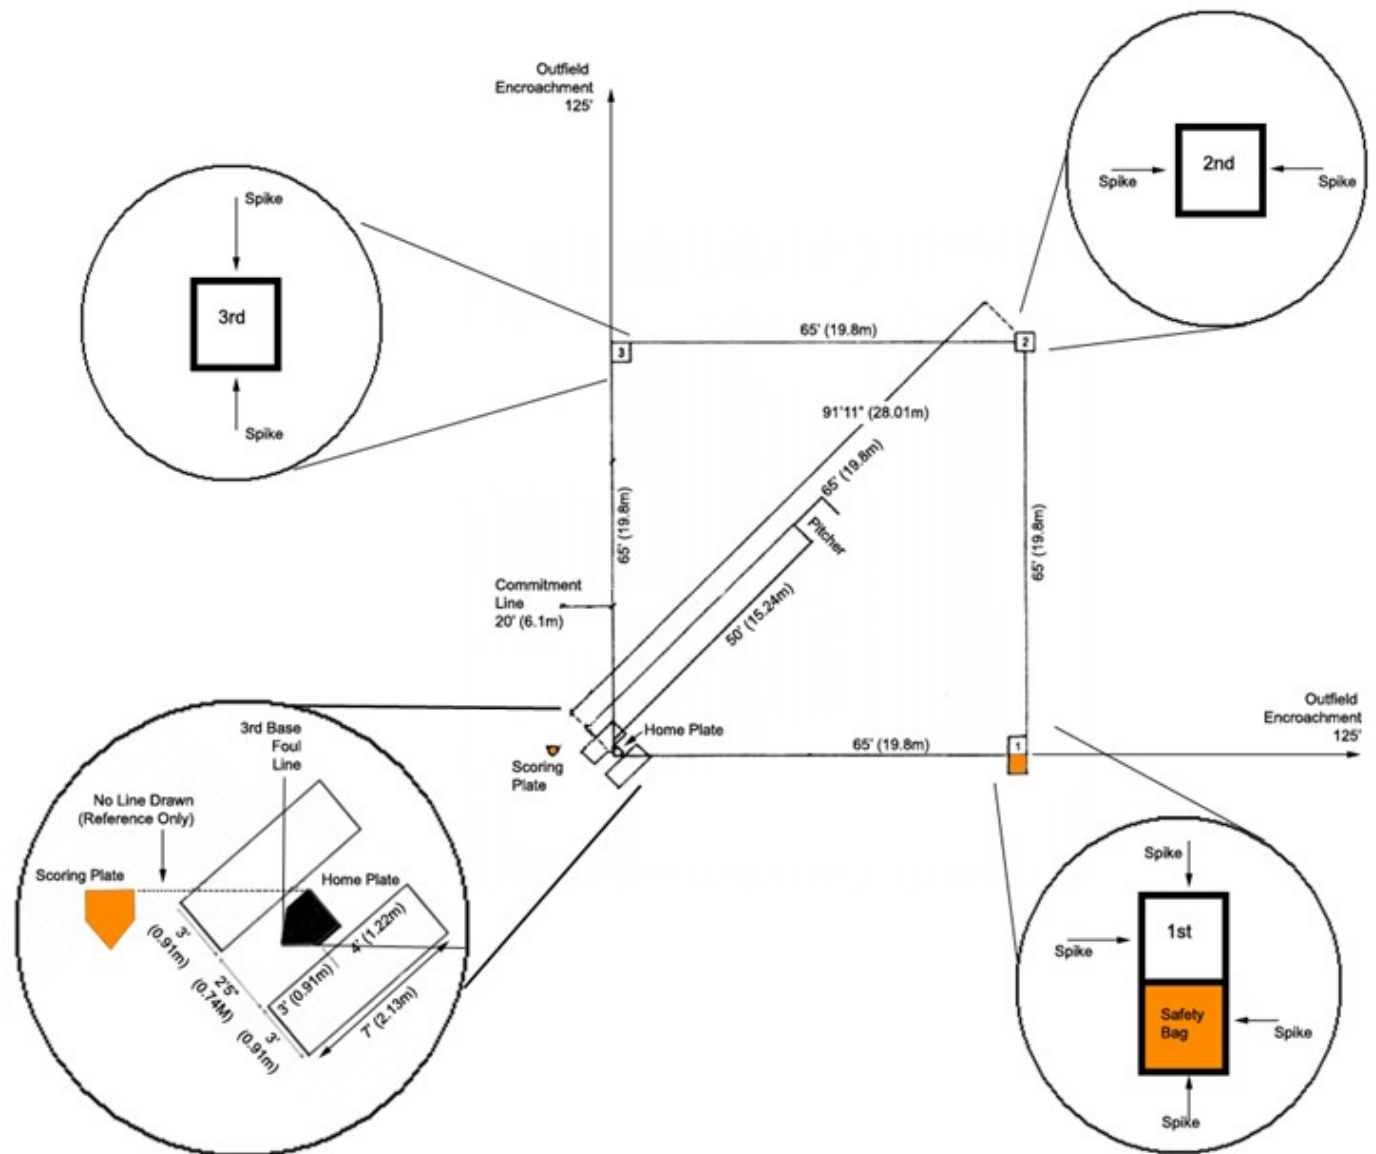 Outfield
Encroachment
125'
Spike
3rd
Spike
2nd
Spike
Spike
65' (19.8m)
3
2
91'11" (28.01m)
65' (19.8m)
Pitcher
50' (15.24m)
65' (19.8m)
65' (19.8m)
Commitment
Line
20' (6.1m)
Home Plate
Scoring
Plate
65' (19.8m)
1
Outfield
Encroachment
125'
3rd Base
Foul
Line
No Line Drawn
(Reference Only)
Scoring Plate
Home Plate
3'
(0.91m)
2'5"
(0.74M)
3'
(0.91m)
3' (0.91m)
4' (1.22m)
7' (2.13m)
Spike
1st
Spike
Safety
Bag
Spike
Spike